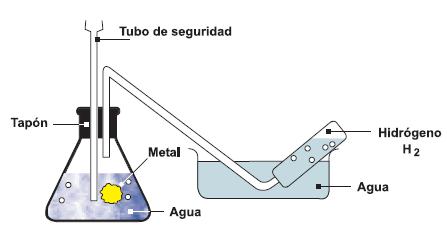 Tubo de seguridad
Tapón
Metal
Agua
Hidrógeno
H2
Agua